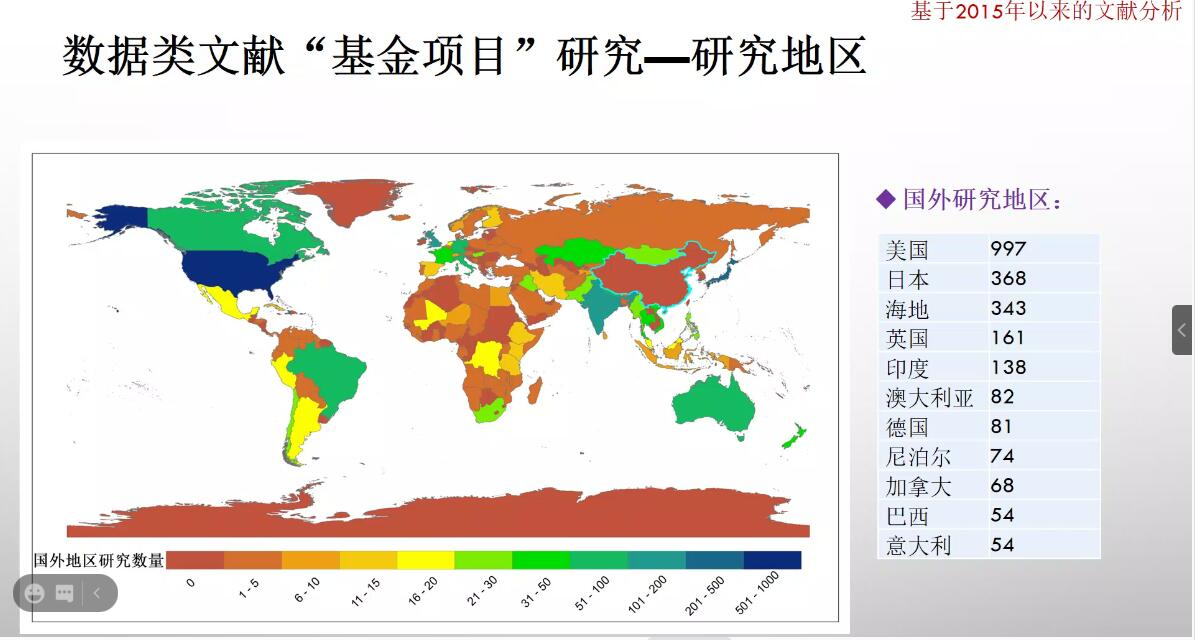 基于2015年以来的文献分析
数据类文献“基金项目”研究—研究地区
◆国外研究地区：
美国 997
日本 368
海地 343
英国 161
印度 138
澳大利亚 82
德国 81
尼泊尔 74
加拿大 68
巴西 54
意大利 54
国外地区研究数量
0 1 - 5 6 - 10 11 - 15 16 - 20 21 - 30 31 - 50 51 - 100 101 - 200 201 - 500 501 - 1000